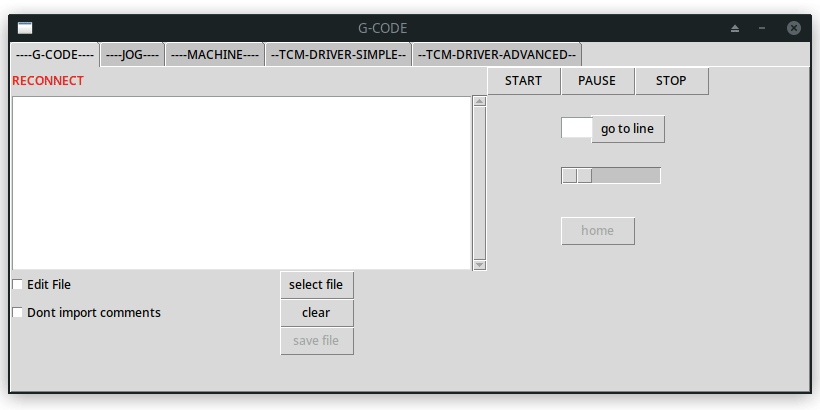 G-CODE
----G-CODE---- ----JOG---- ----MACHINE---- --TCM-DRIVER-SIMPLE-- --TCM-DRIVER-ADVANCED--
RECONNECT START PAUSE STOP
go to line
home
Edit File select file
Dont import comments clear
save file